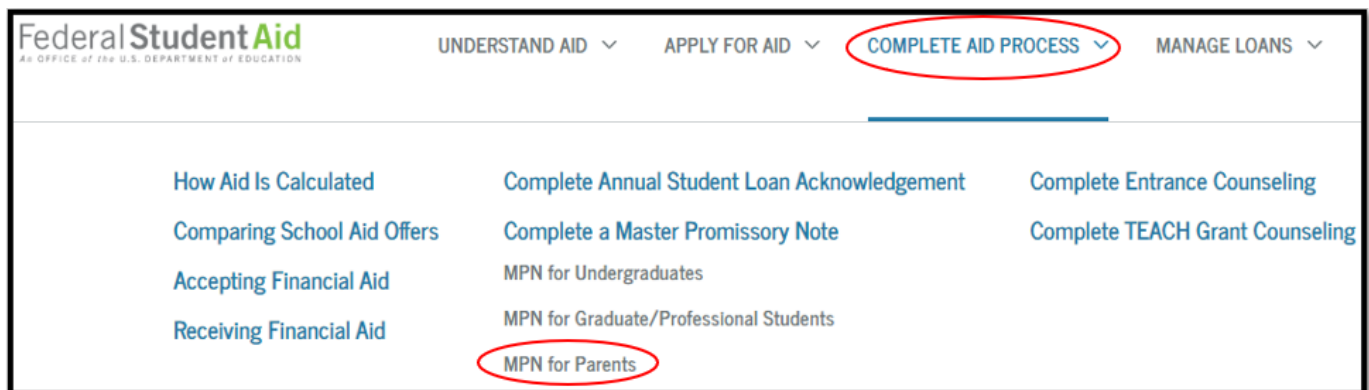 Federal Student Aid
An OFFICE of the U.S. DEPARTMENT of EDUCATION
UNDERSTAND AID
APPLY FOR AID
COMPLETE AID PROCESS
MANAGE LOANS
How Aid Is Calculated
Comparing School Aid Offers
Accepting Financial Aid
Receiving Financial Aid
Complete Annual Student Loan Acknowledgement
Complete a Master Promissory Note
MPN for Undergraduates
MPN for Graduate/Professional Students
MPN for Parents
Complete Entrance Counseling
Complete TEACH Grant Counseling